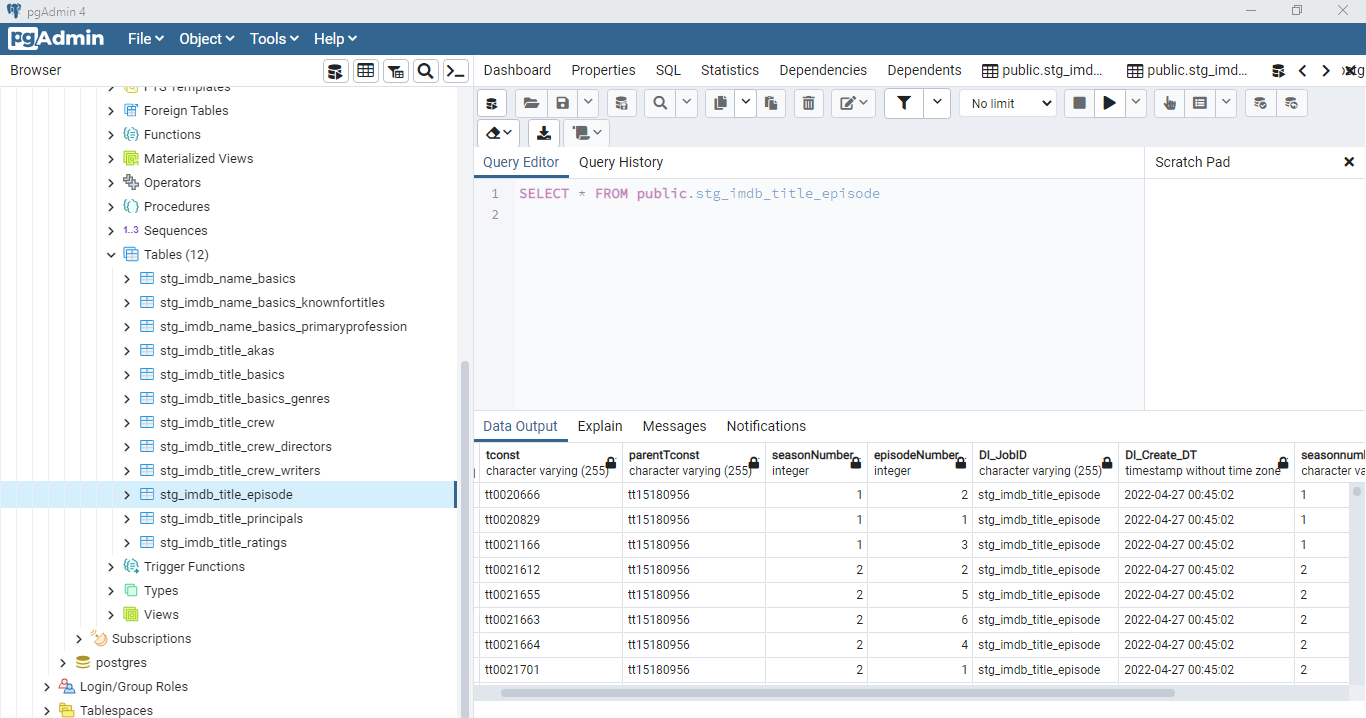 pgAdmin 4
pgAdmin File Object Tools Help
Browser
Dashboard Properties SQL Statistics Dependencies Dependents public.stg_imd... public.stg_imd...
FTS Templates
Foreign Tables
Functions
Materialized Views
Operators
Procedures
1..3 Sequences
Tables (12)
stg_imdb_name_basics
stg_imdb_name_basics_knownfortitles
stg_imdb_name_basics_primaryprofession
stg_imdb_title_akas
stg_imdb_title_basics
stg_imdb_title_basics_genres
stg_imdb_title_crew
stg_imdb_title_crew_directors
stg_imdb_title_crew_writers
stg_imdb_title_episode
stg_imdb_title_principals
stg_imdb_title_ratings
Trigger Functions
Types
Views
Subscriptions
postgres
Login/Group Roles
Tablespaces
No limit
Query Editor Query History
Scratch Pad
1 SELECT * FROM public.stg_imdb_title_episode
2
Data Output Explain Messages Notifications
tconst parentTconst seasonNumber episodeNumber DI_JobID DI_Create_DT seasonnum
character varying (255) character varying (255) integer integer character varying (255) timestamp without time zone character va
tt0020666 tt15180956 1 2 stg_imdb_title_episode 2022-04-27 00:45:02 1
tt0020829 tt15180956 1 1 stg_imdb_title_episode 2022-04-27 00:45:02 1
tt0021166 tt15180956 1 3 stg_imdb_title_episode 2022-04-27 00:45:02 1
tt0021612 tt15180956 2 2 stg_imdb_title_episode 2022-04-27 00:45:02 2
tt0021655 tt15180956 2 5 stg_imdb_title_episode 2022-04-27 00:45:02 2
tt0021663 tt15180956 2 6 stg_imdb_title_episode 2022-04-27 00:45:02 2
tt0021664 tt15180956 2 4 stg_imdb_title_episode 2022-04-27 00:45:02 2
tt0021701 tt15180956 2 1 stg_imdb_title_episode 2022-04-27 00:45:02 2